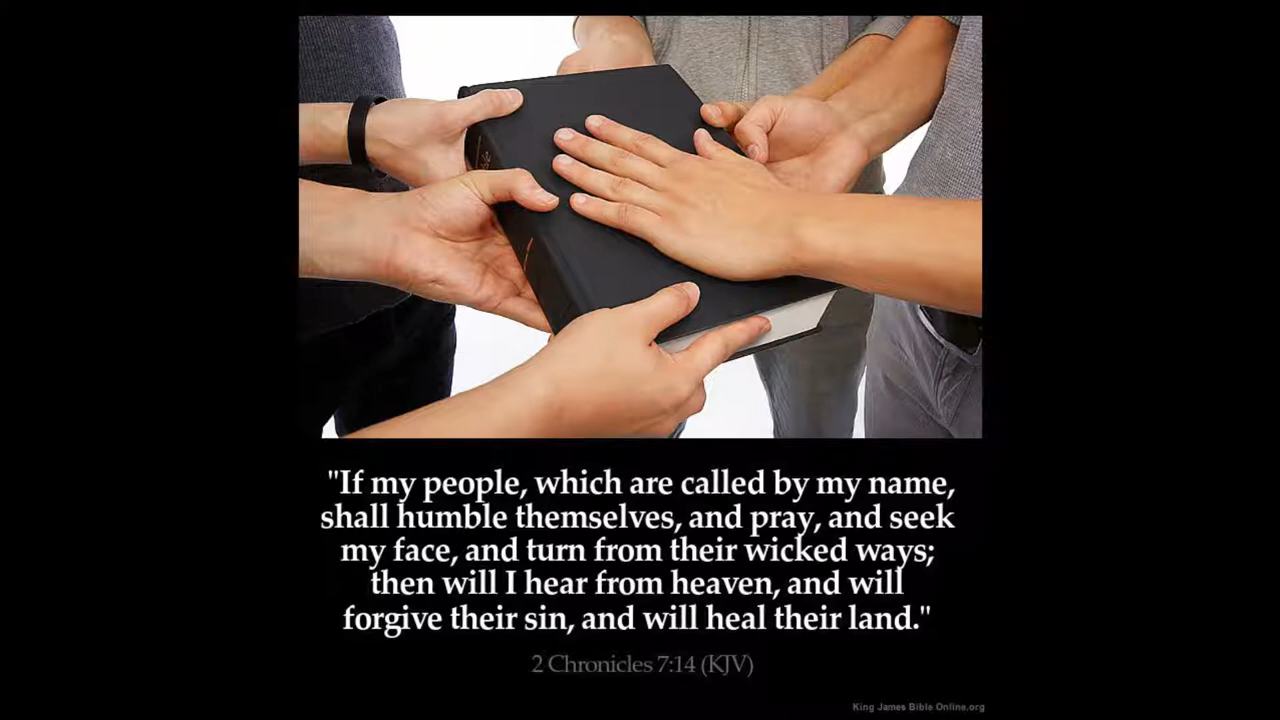 "If my people, which are called by my name,
shall humble themselves, and pray, and seek
my face, and turn from their wicked ways;
then will I hear from heaven, and will
forgive their sin, and will heal their land."
2 Chronicles 7:14 (KJV)
King James Bible Online.org